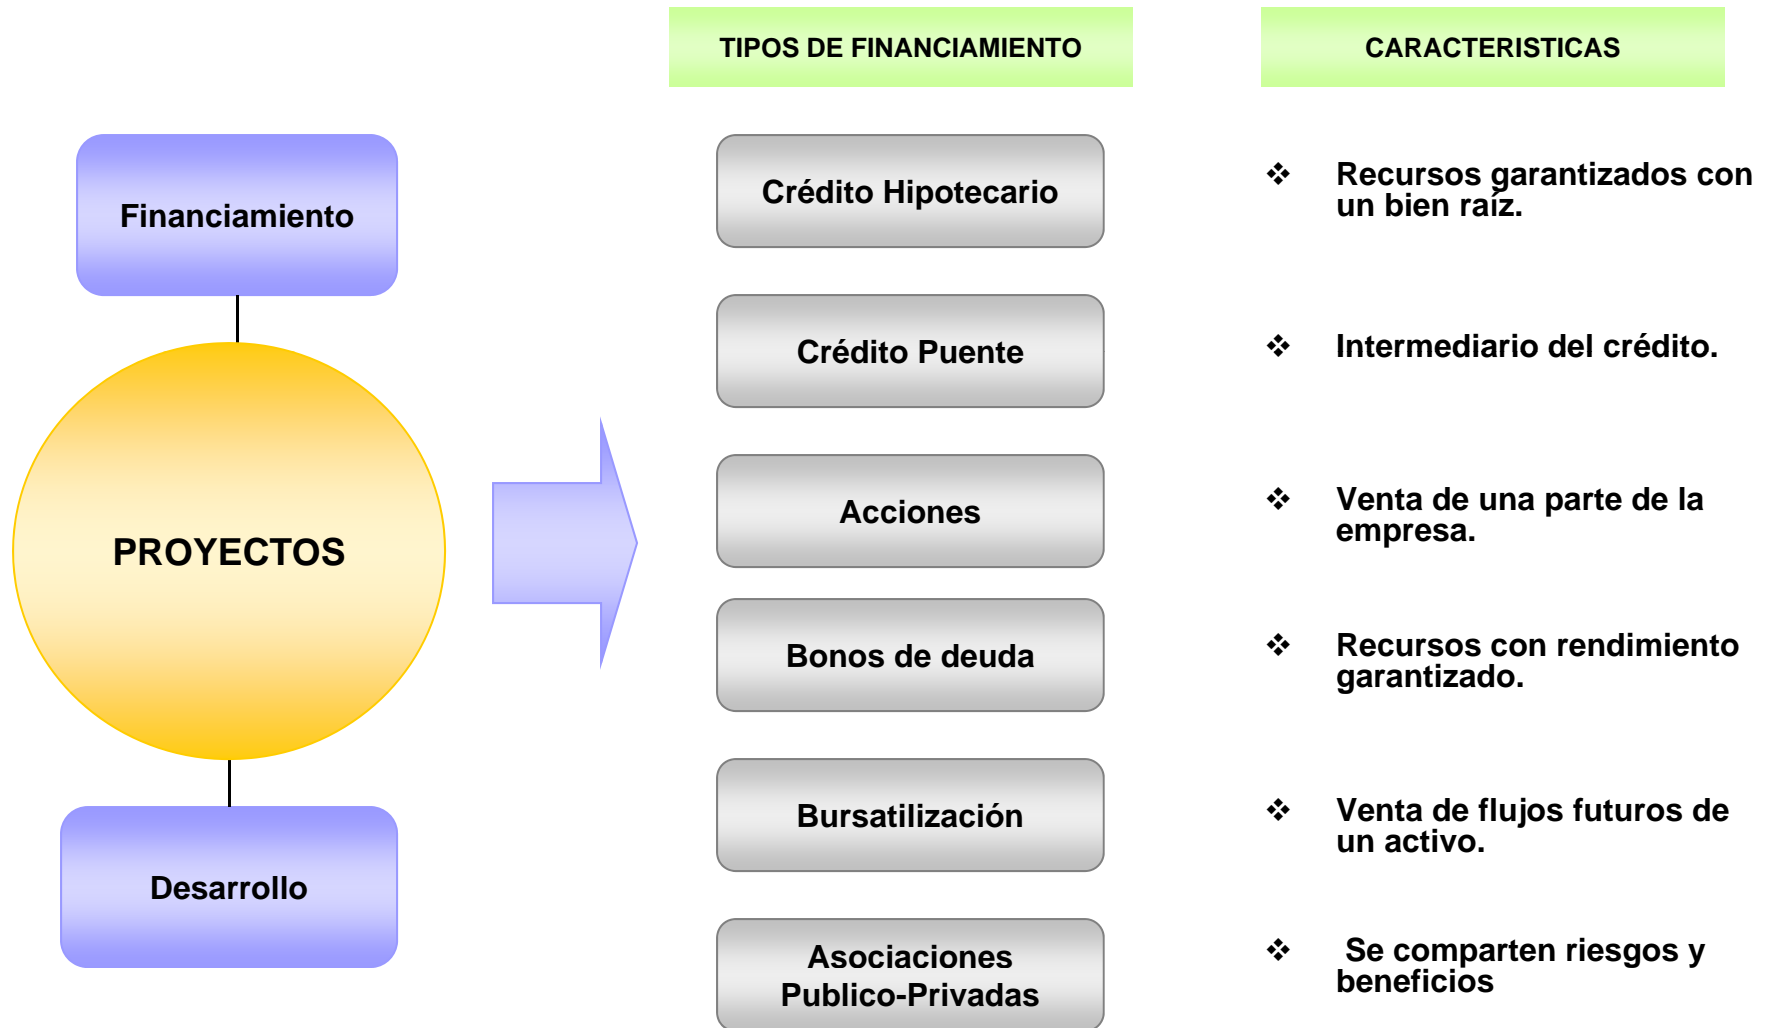 TIPOS DE FINANCIAMIENTO
CARACTERISTICAS
Financiamiento
PROYECTOS
Desarrollo
Crédito Hipotecario
❖ Recursos garantizados con
un bien raíz.
Crédito Puente
❖ Intermediario del crédito.
Acciones
❖ Venta de una parte de la
empresa.
Bonos de deuda
❖ Recursos con rendimiento
garantizado.
Bursatilización
❖ Venta de flujos futuros de
un activo.
Asociaciones
Publico-Privadas
❖ Se comparten riesgos y
beneficios